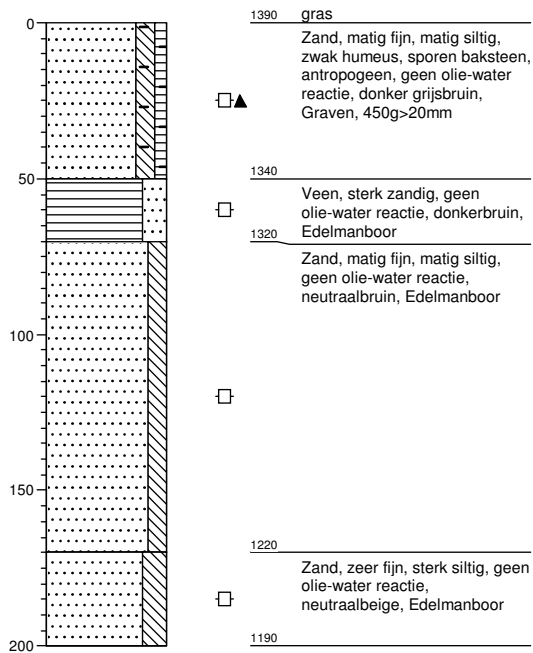 0
50
100
150
200
1390 gras
Zand, matig fijn, matig siltig,
zwak humeus, sporen baksteen,
antropogeen, geen olie-water
reactie, donker grijsbruin,
Graven, 450g>20mm
1340
Veen, sterk zandig, geen
olie-water reactie, donkerbruin,
Edelmanboor
1320
Zand, matig fijn, matig siltig,
geen olie-water reactie,
neutraalbruin, Edelmanboor
1220
Zand, zeer fijn, sterk siltig, geen
olie-water reactie,
neutraalbeige, Edelmanboor
1190